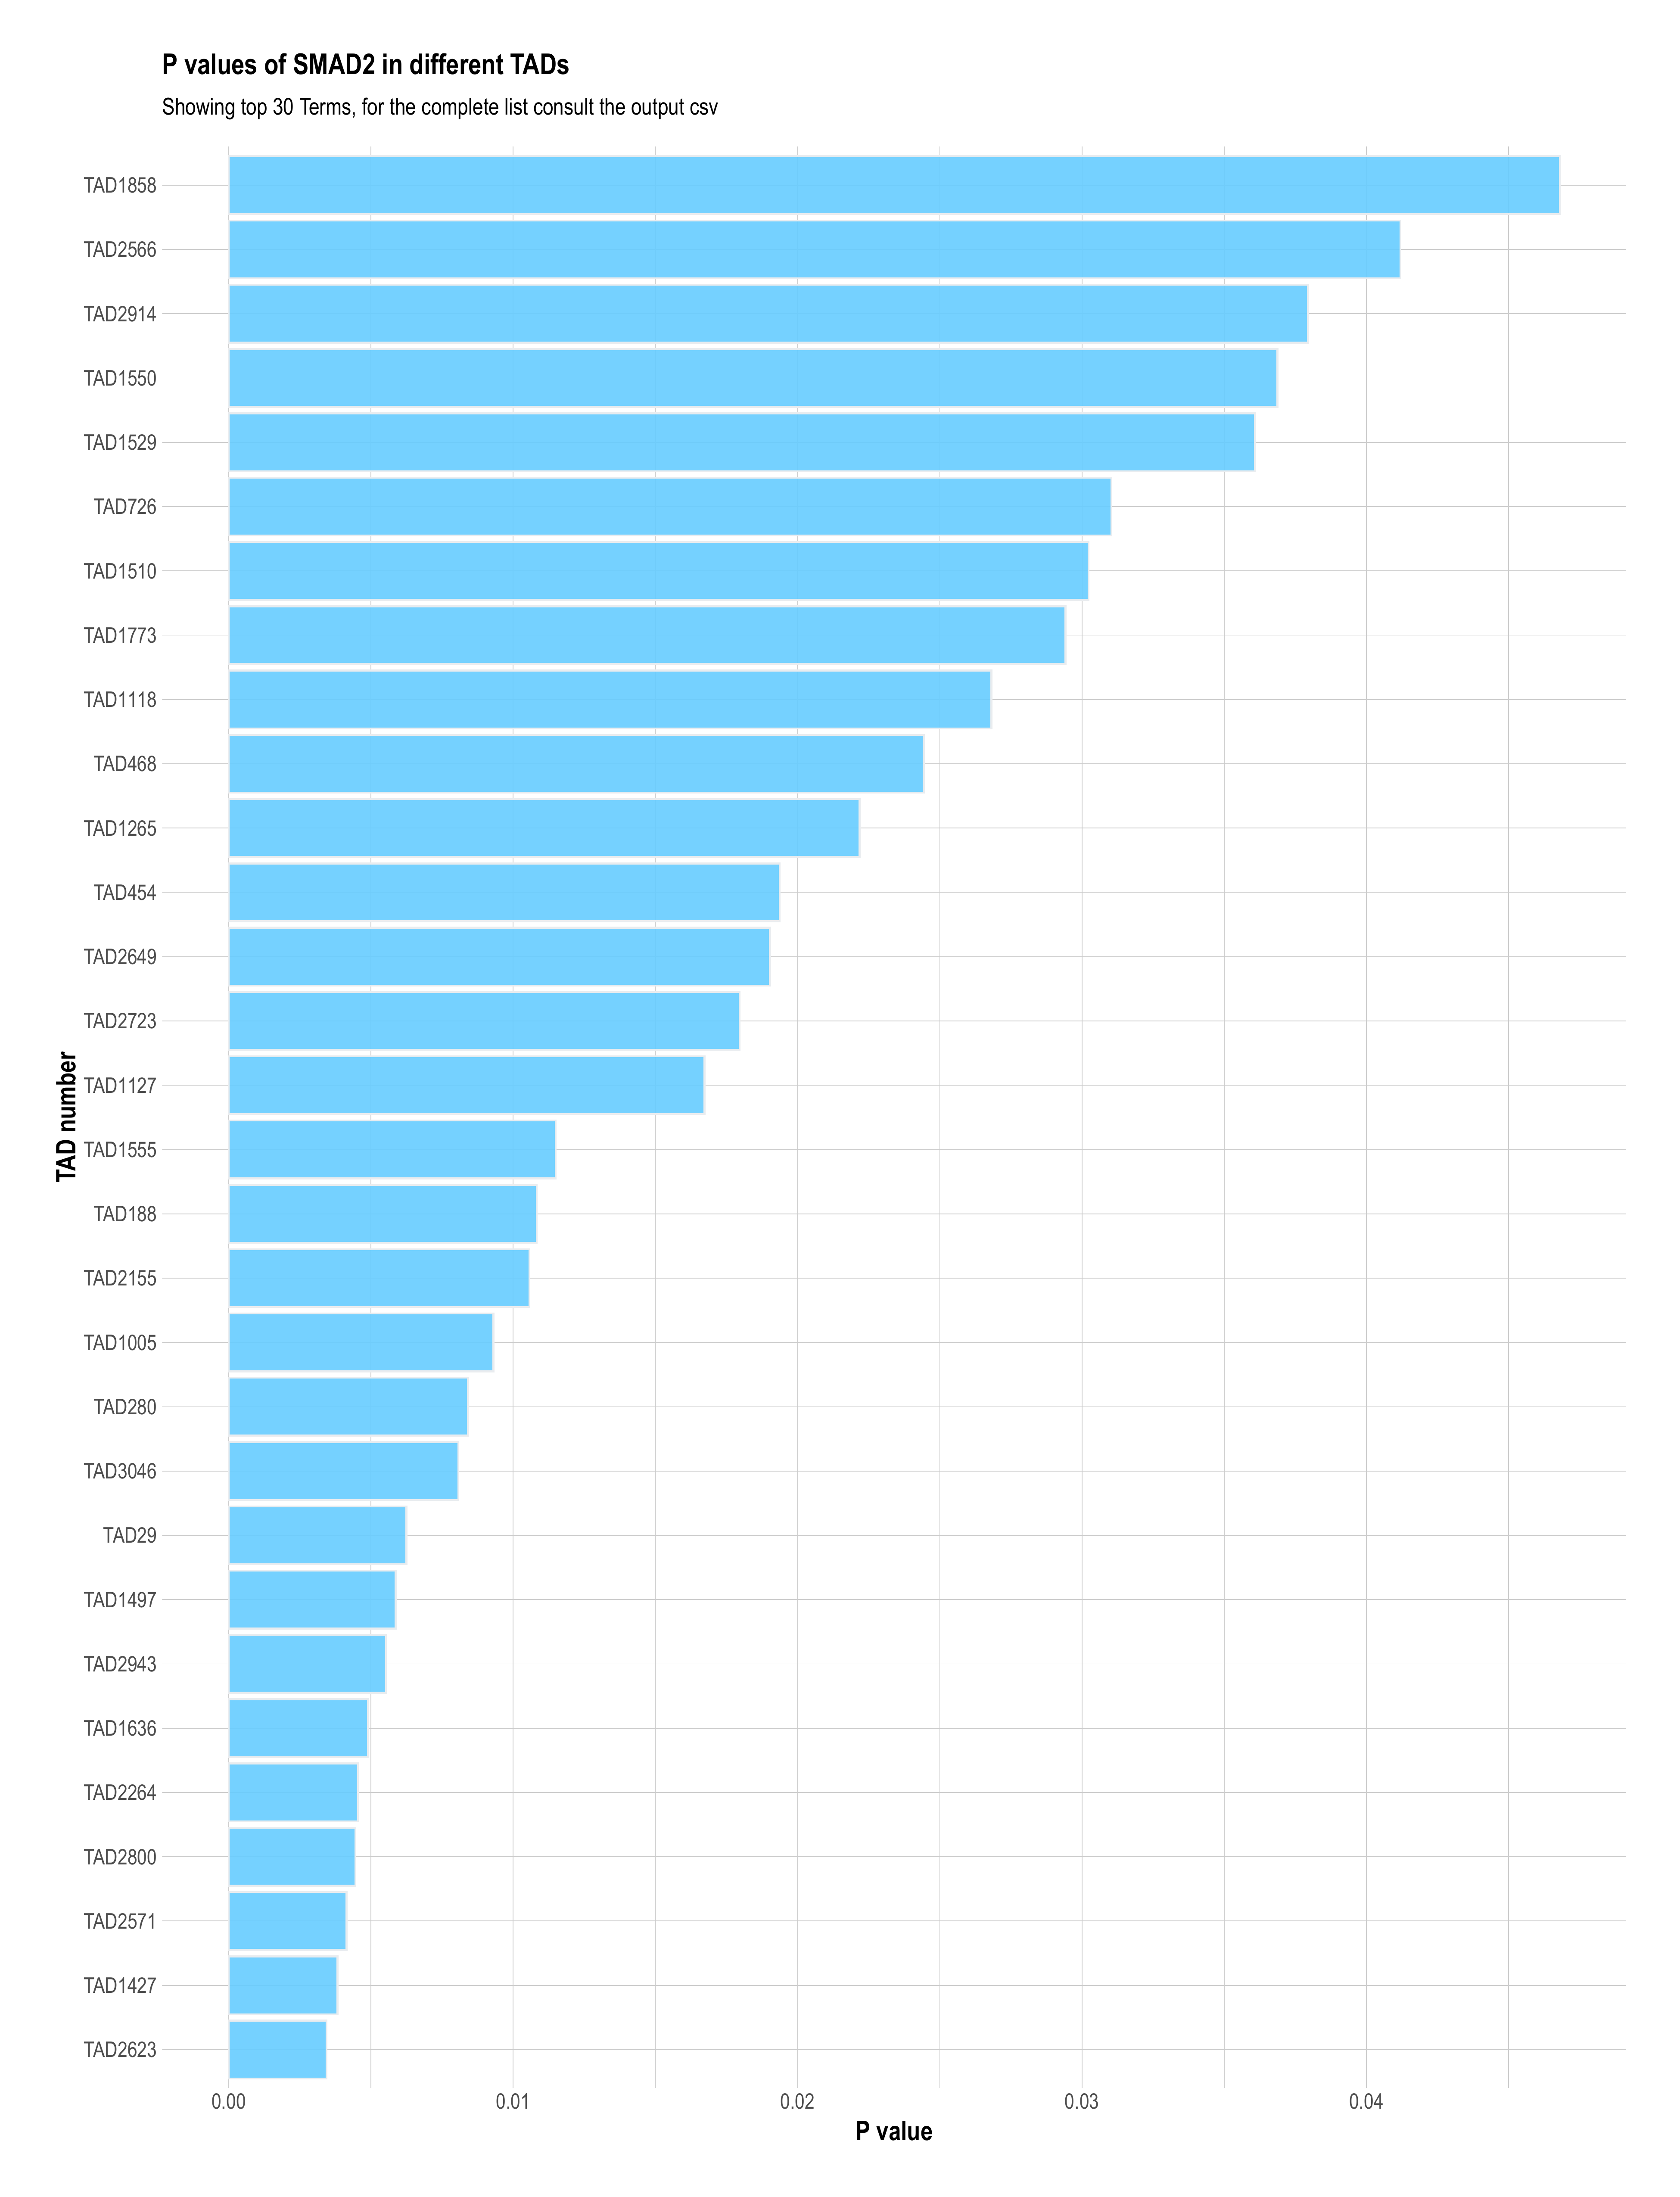 P values of SMAD2 in different TADs
Showing top 30 Terms, for the complete list consult the output csv
TAD1858
TAD2566
TAD2914
TAD1550
TAD1529
TAD726
TAD1510
TAD1773
TAD1118
TAD468
TAD1265
TAD454
TAD2649
TAD2723
TAD1127
TAD1555
TAD188
TAD2155
TAD1005
TAD280
TAD3046
TAD29
TAD1497
TAD2943
TAD1636
TAD2264
TAD2800
TAD2571
TAD1427
TAD2623
TAD number
0.00 0.01 0.02 0.03 0.04
P value